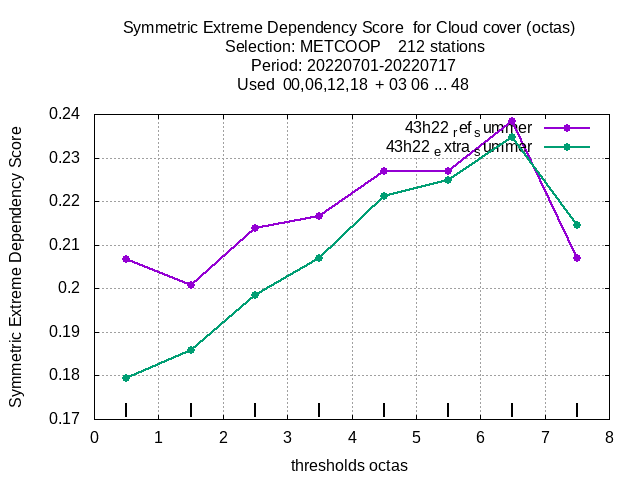 Symmetric Extreme Dependency Score  for Cloud cover (octas)
Selection: METCOOP    212 stations
Period: 20220701-20220717
Used  00,06,12,18  + 03 06 ... 48
Symmetric Extreme Dependency Score
0.24
0.23
0.22
0.21
0.2
0.19
0.18
0.17
43h22 ref summer
43h22 extra summer
0 1 2 3 4 5 6 7 8
thresholds octas